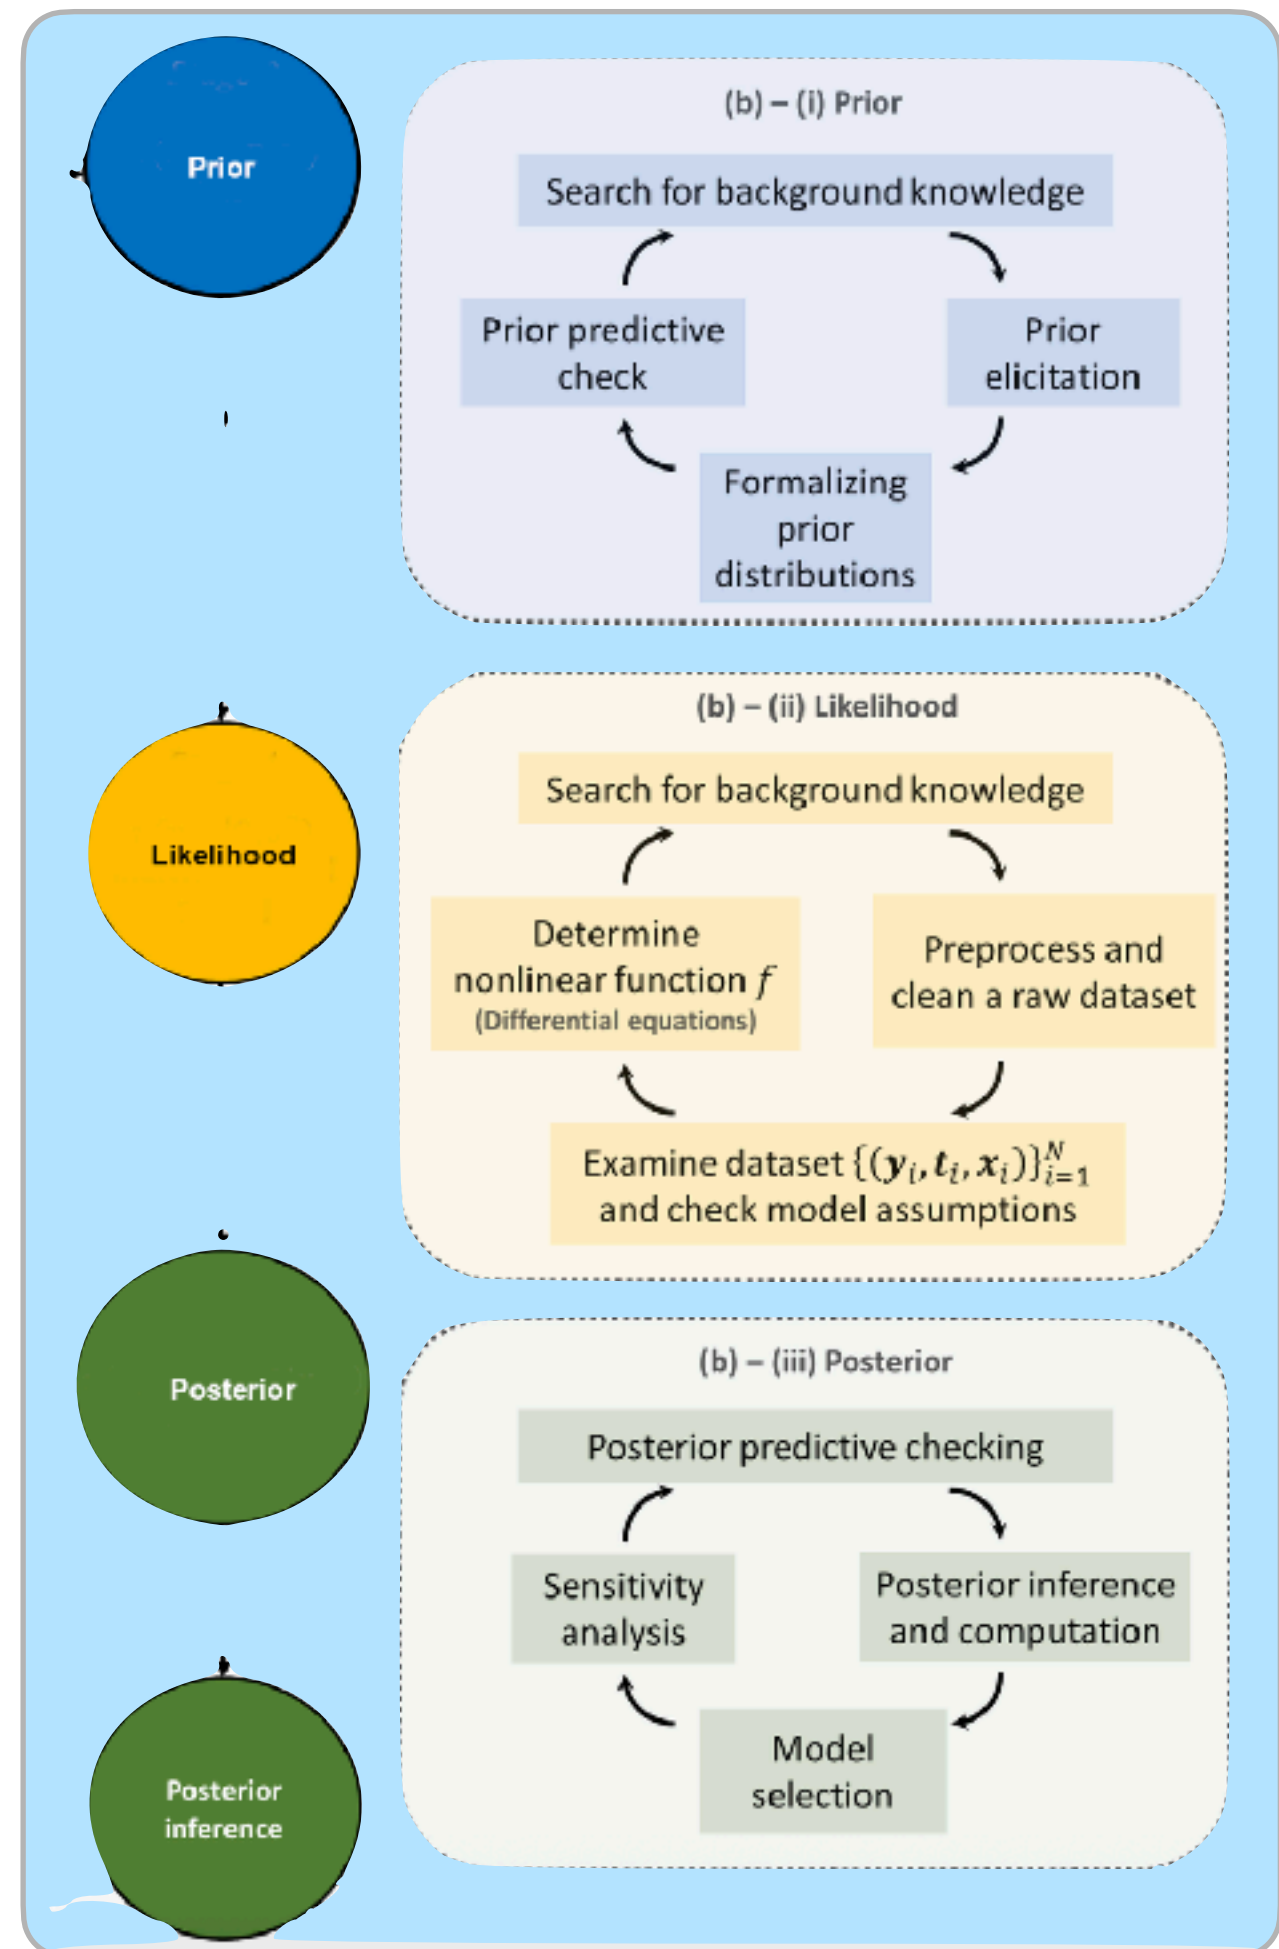 Prior
(b) – (i) Prior
Search for background knowledge
Prior predictive
check
Prior
elicitation
Formalizing
prior
distributions
Likelihood
(b) – (ii) Likelihood
Search for background knowledge
Determine
nonlinear function f
(Differential equations)
Preprocess and
clean a raw dataset
Examine dataset {(yᵢ, tᵢ, xᵢ)}ᴺᵢ₌₁
and check model assumptions
Posterior
(b) – (iii) Posterior
Posterior predictive checking
Sensitivity
analysis
Posterior inference
and computation
Model
selection
Posterior
inference